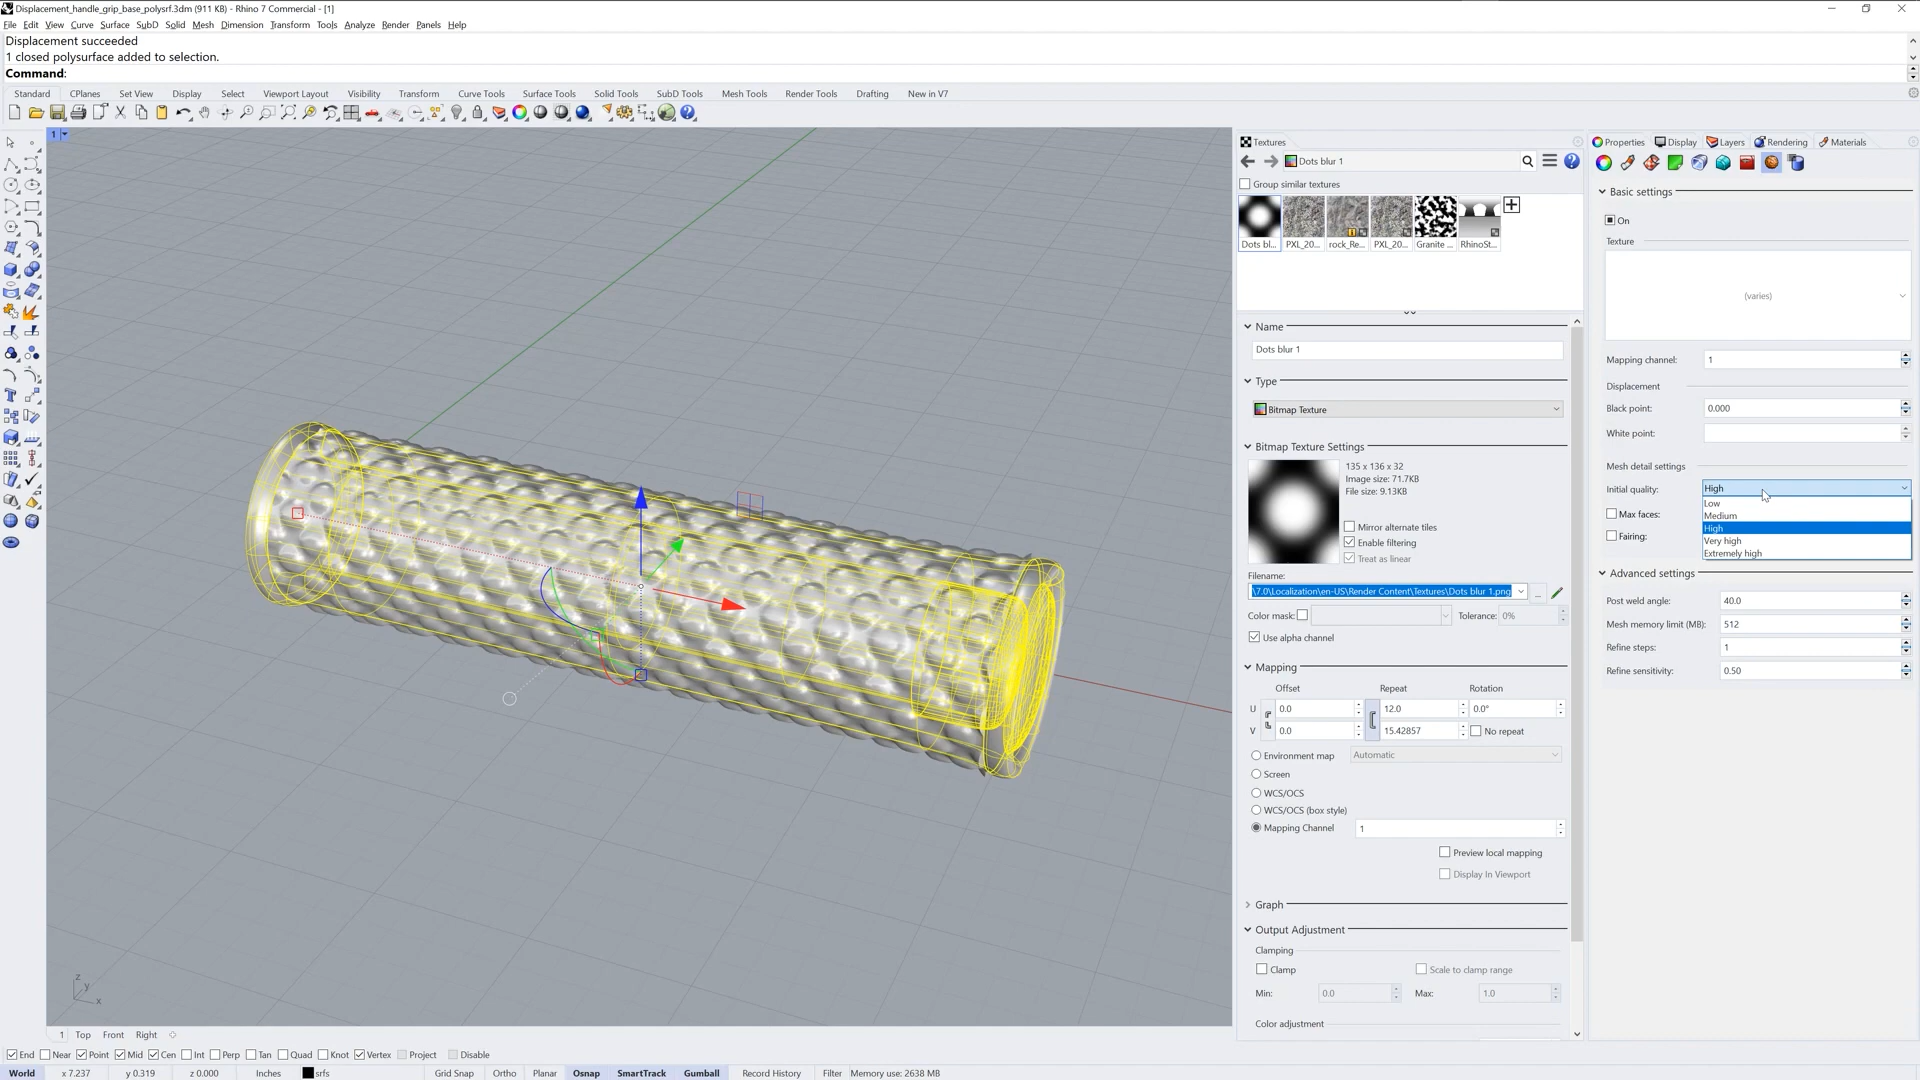 Displacement_handle_grip_base_polysrf.3dm (911 KB) - Rhino 7 Commercial - [1]
File Edit View Curve Surface SubD Solid Mesh Dimension Transform Tools Analyze Render Panels Help
Displacement succeeded
1 closed polysurface added to selection.
Command:
Standard CPlanes Set View Display Select Viewport Layout Visibility Transform Curve Tools Surface Tools Solid Tools SubD Tools Mesh Tools Render Tools Drafting New in V7
1
Textures
Dots blur 1
Group similar textures
Dots bl... PXL_20... rock_Re... PXL_20... Granite ... RhinoSt...
Name
Dots blur 1
Type
Bitmap Texture
Bitmap Texture Settings
135 x 136 x 32
Image size: 71.7KB
File size: 9.13KB
Mirror alternate tiles
Enable filtering
Treat as linear
Filename:
\7.0\Localization\en-US\Render Content\Textures\Dots blur 1.png
...
Color mask: Tolerance: 0%
Use alpha channel
Mapping
Offset Repeat Rotation
U 0.0 12.0 0.0°
V 0.0 15.42857 No repeat
Environment map Automatic
Screen
WCS/OCS
WCS/OCS (box style)
Mapping Channel 1
Preview local mapping
Display In Viewport
Graph
Output Adjustment
Clamping
Clamp Scale to clamp range
Min: 0.0 Max: 1.0
Color adjustment
Properties Display Layers Rendering Materials
Basic settings
On
Texture
(varies)
Mapping channel: 1
Displacement
Black point: 0.000
White point:
Mesh detail settings
Initial quality: High
Low
Medium
High
Very high
Extremely high
Max faces:
Fairing:
Advanced settings
Post weld angle: 40.0
Mesh memory limit (MB): 512
Refine steps: 1
Refine sensitivity: 0.50
z
y
x
1 Top Front Right
End Near Point Mid Cen Int Perp Tan Quad Knot Vertex Project Disable
World x 7.237 y 0.319 z 0.000 Inches srfs Grid Snap Ortho Planar Osnap SmartTrack Gumball Record History Filter Memory use: 2638 MB